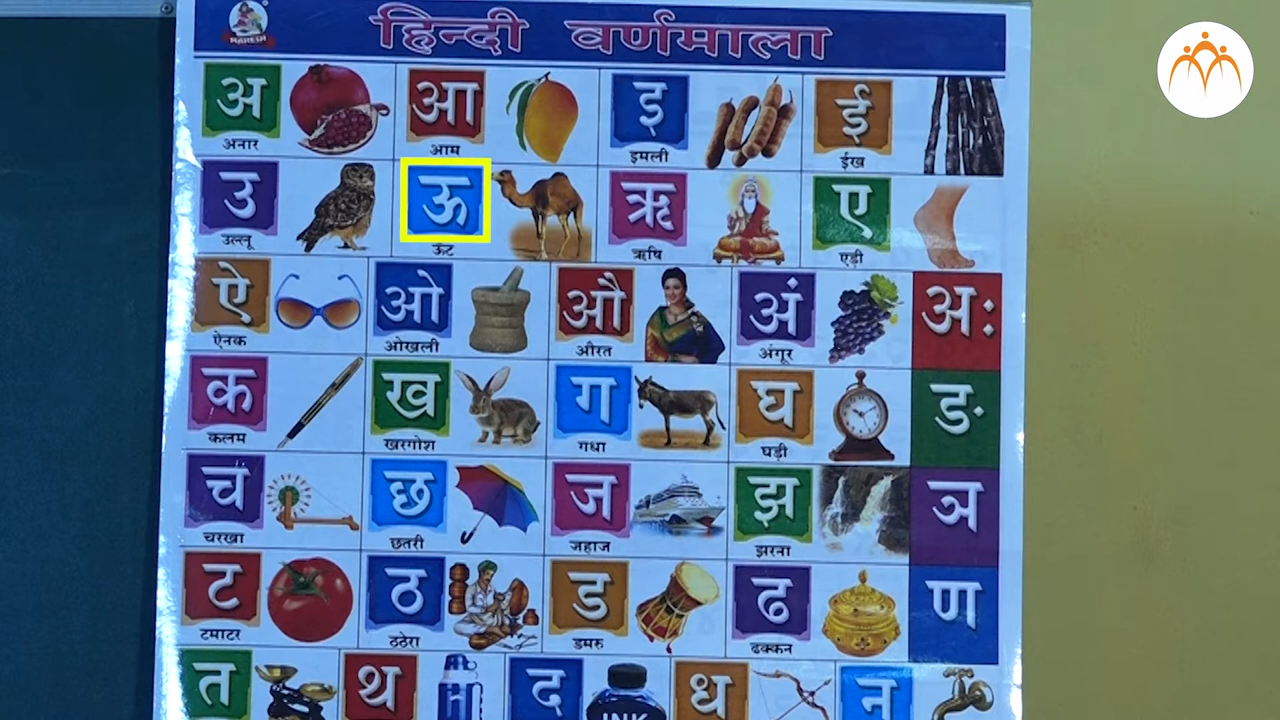 हिन्दी वर्णमाला
अ आ इ ई
अनार आम इमली ईख
उ ऊ ऋ ए
उल्लू ऊँट ऋषि एड़ी
ऐ ओ औ अं अः
ऐनक ओखली औरत अंगूर
क ख ग घ ङ
कलम खरगोश गधा घड़ी
च छ ज झ ञ
चरखा छतरी जहाज झरना
ट ठ ड ढ ण
टमाटर ठठेरा डमरु ढक्कन
त थ द ध न
INK